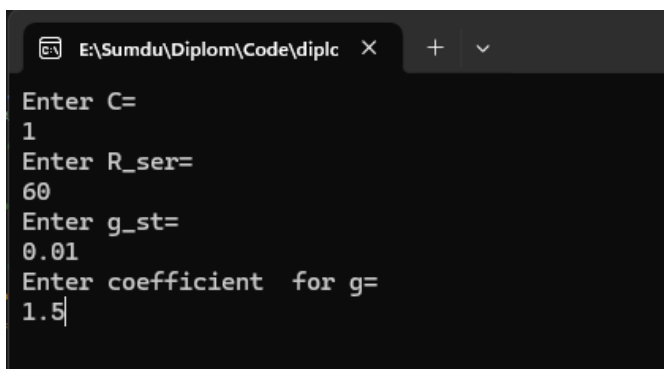 E:\Sumdu\Diplom\Code\diplc
Enter C=
1
Enter R_ser=
60
Enter g_st=
0.01
Enter coefficient  for g=
1.5